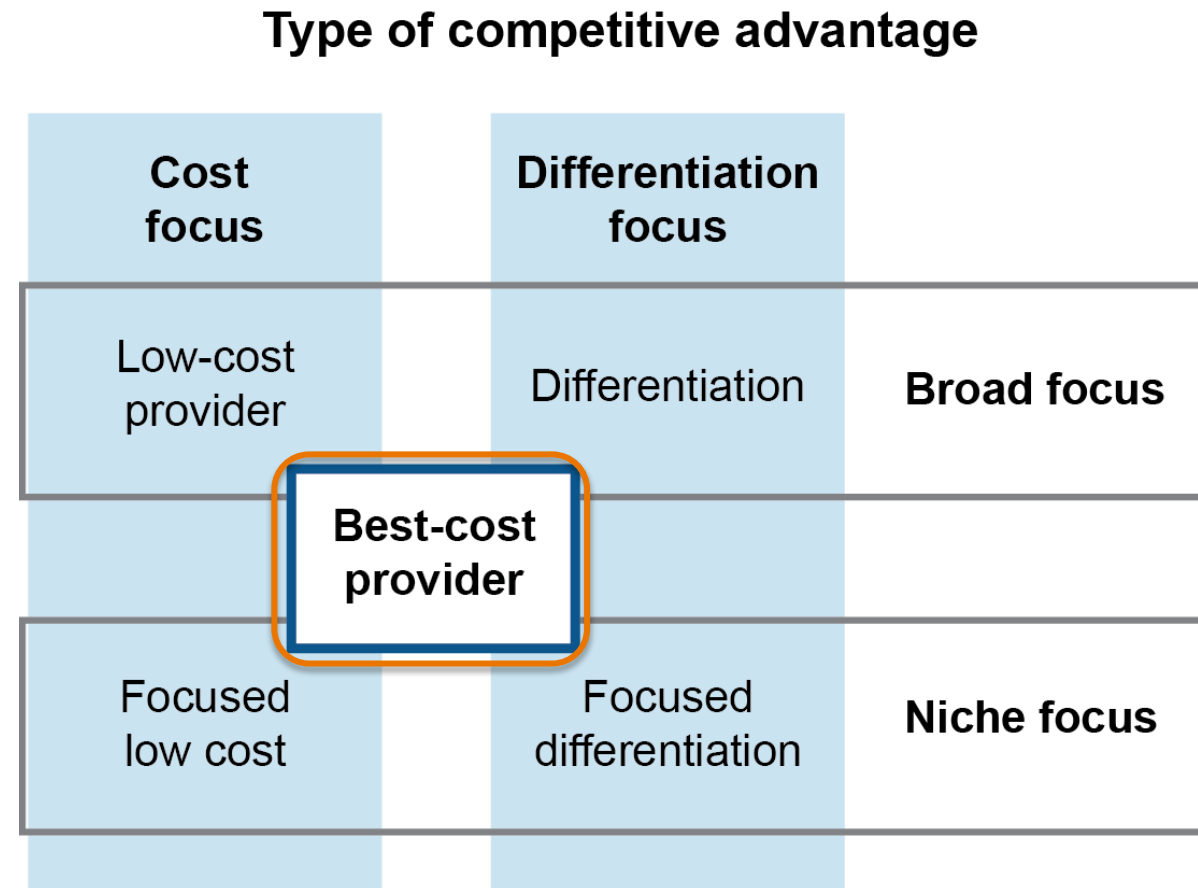 Type of competitive advantage
Cost
focus
Differentiation
focus
Low-cost
provider
Differentiation
Broad focus
Best-cost
provider
Focused
low cost
Focused
differentiation
Niche focus